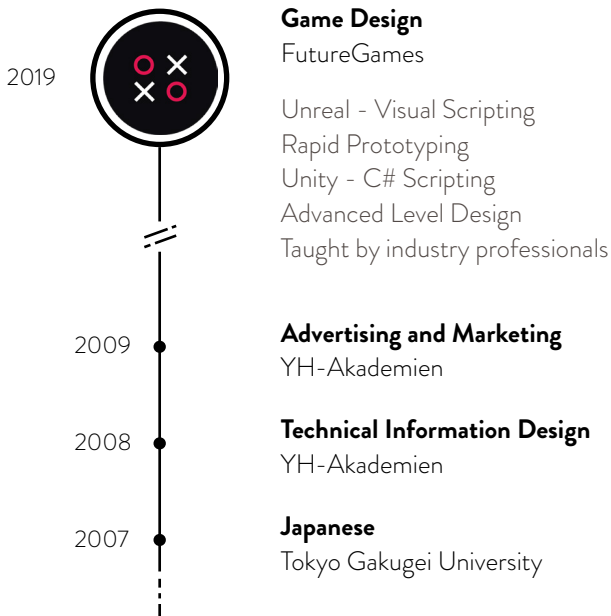 2019
Game Design
FutureGames
Unreal - Visual Scripting
Rapid Prototyping
Unity - C# Scripting
Advanced Level Design
Taught by industry professionals
2009
Advertising and Marketing
YH-Akademien
2008
Technical Information Design
YH-Akademien
2007
Japanese
Tokyo Gakugei University